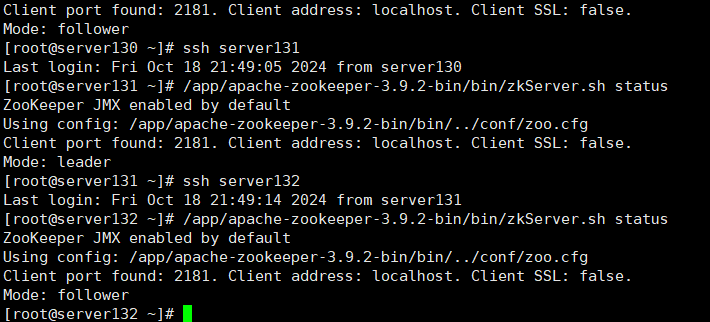 Client port found: 2181. Client address: localhost. Client SSL: false.
Mode: follower
[root@server130 ~]# ssh server131
Last login: Fri Oct 18 21:49:05 2024 from server130
[root@server131 ~]# /app/apache-zookeeper-3.9.2-bin/bin/zkServer.sh status
ZooKeeper JMX enabled by default
Using config: /app/apache-zookeeper-3.9.2-bin/bin/../conf/zoo.cfg
Client port found: 2181. Client address: localhost. Client SSL: false.
Mode: leader
[root@server131 ~]# ssh server132
Last login: Fri Oct 18 21:49:14 2024 from server131
[root@server132 ~]# /app/apache-zookeeper-3.9.2-bin/bin/zkServer.sh status
ZooKeeper JMX enabled by default
Using config: /app/apache-zookeeper-3.9.2-bin/bin/../conf/zoo.cfg
Client port found: 2181. Client address: localhost. Client SSL: false.
Mode: follower
[root@server132 ~]#